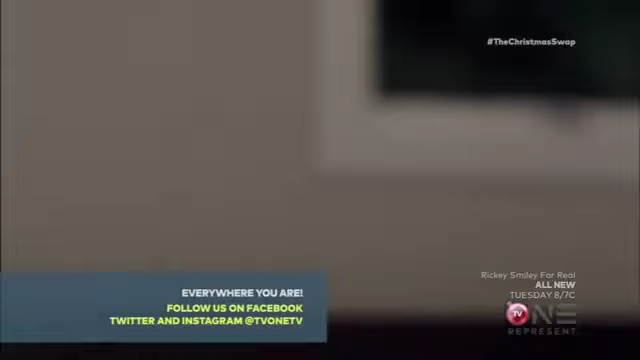 #TheChristmasSwap
EVERYWHERE YOU ARE!
FOLLOW US ON FACEBOOK
TWITTER AND INSTAGRAM @TVONETV
Rickey Smiley For Real
ALL NEW
TUESDAY 8/7C
TV ONE
REPRESENT